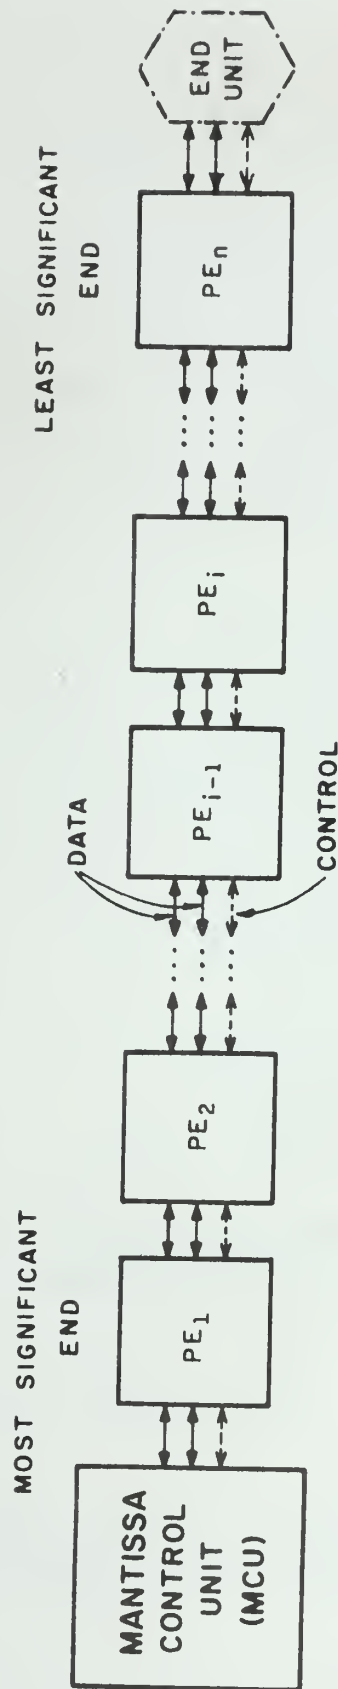 MOST SIGNIFICANT
END
LEAST SIGNIFICANT
END
MANTISSA
CONTROL
UNIT
(MCU)
PE₁
PE₂
....
....
....
DATA
PEᵢ₋₁
CONTROL
PEᵢ
....
....
....
PEₙ
END
UNIT